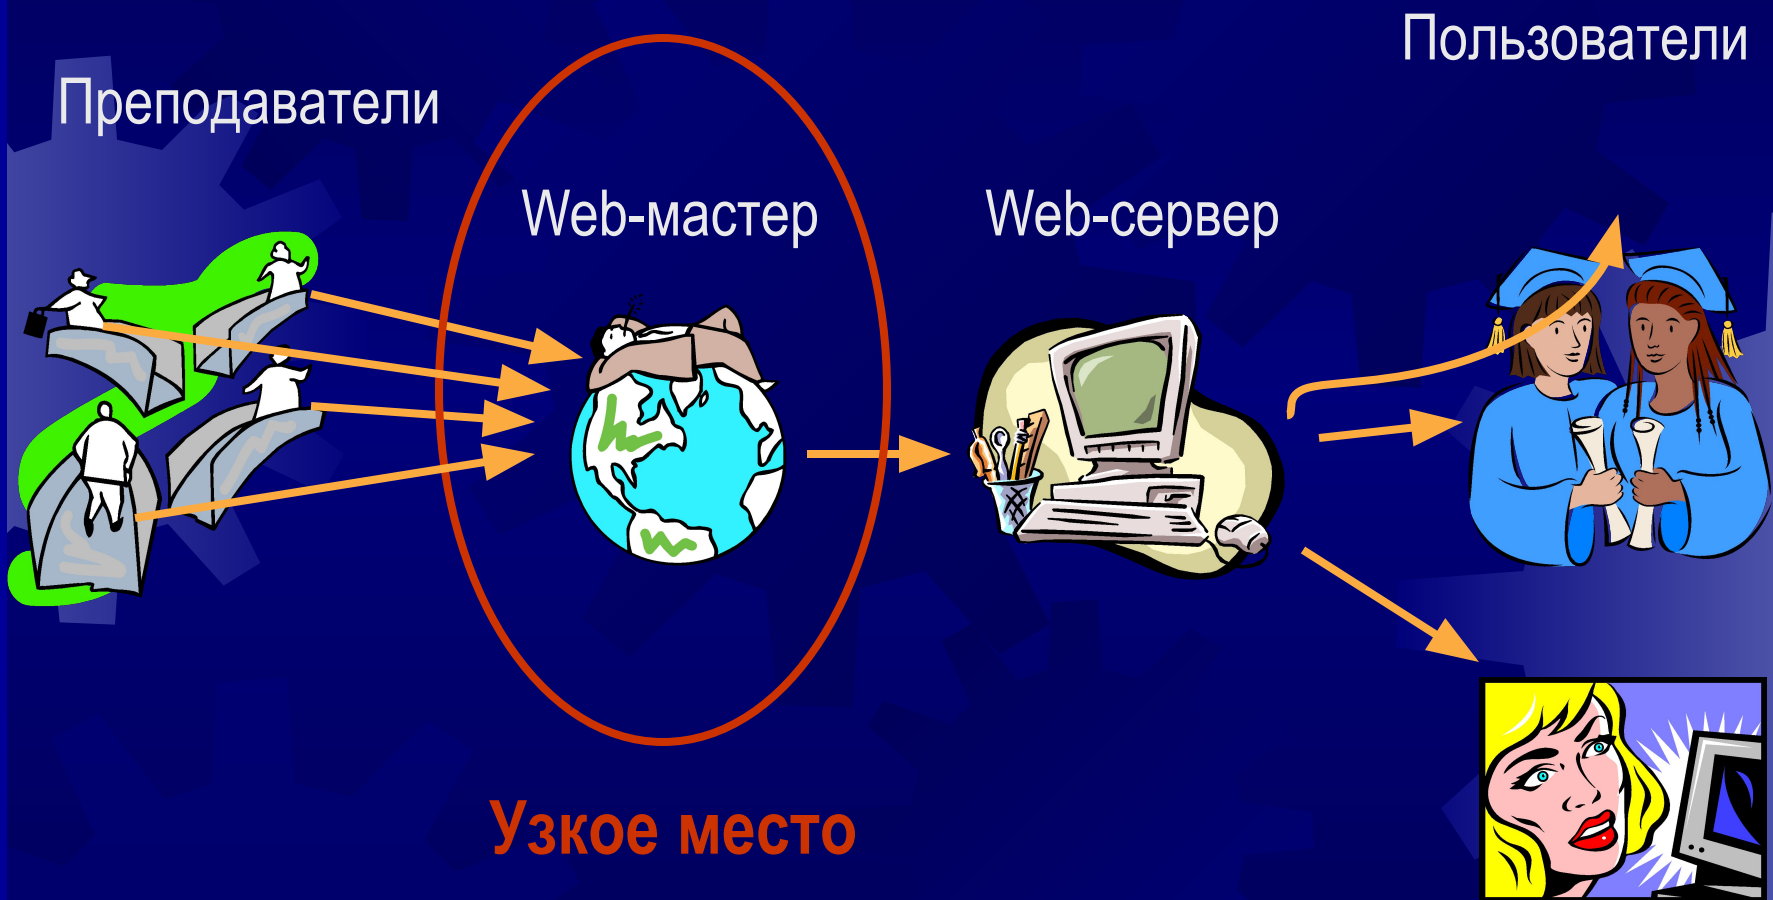 Пользователи
Преподаватели
Web-мастер
Web-сервер
Узкое место